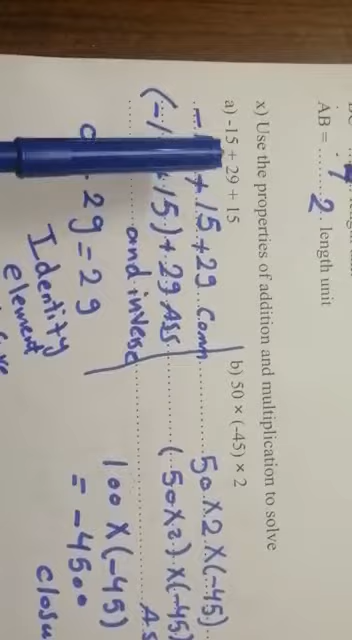 AB = ........2.. length unit
x) Use the properties of addition and multiplication to solve
a) -15 + 29 + 15
b) 50 × (-45) × 2
+ 15 + 29 Comm
15) + 29 Ass
and inverse
29 = 29
Identity
element
50 × 2 × (-45)
(50×2) × (-45)
As
100 × (-45)
= -4500
closu